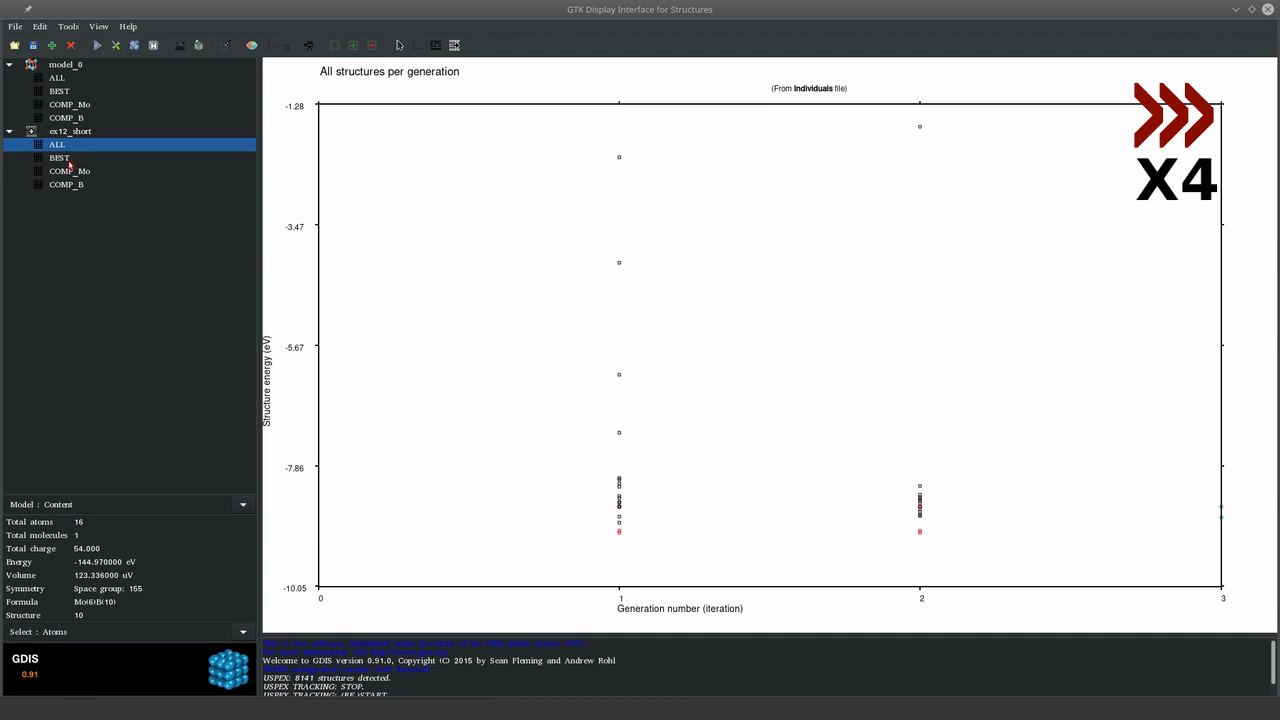 GTK Display Interface for Structures
File Edit Tools View Help
model_0
ALL
BEST
COMP_Mo
COMP_B
ex12_short
ALL
BEST
COMP_Mo
COMP_B
All structures per generation
(From Individuals file)
X4
-1.28
-3.47
-5.67
-7.86
-10.05
Structure energy (eV)
0 1 2 3
Generation number (iteration)
Model : Content
Total atoms 16
Total molecules 1
Total charge 54.000
Energy -144.970000 eV
Volume 123.336000 uV
Symmetry Space group: 155
Formula Mo(6)B(10)
Structure 10
Select : Atoms
GDIS
0.91
Welcome to GDIS version 0.91.0, Copyright (C) 2015 by Sean Fleming and Andrew Rohl
USPEX: 8141 structures detected.
USPEX TRACKING: STOP.
USPEX TRACKING: (RE-)START.